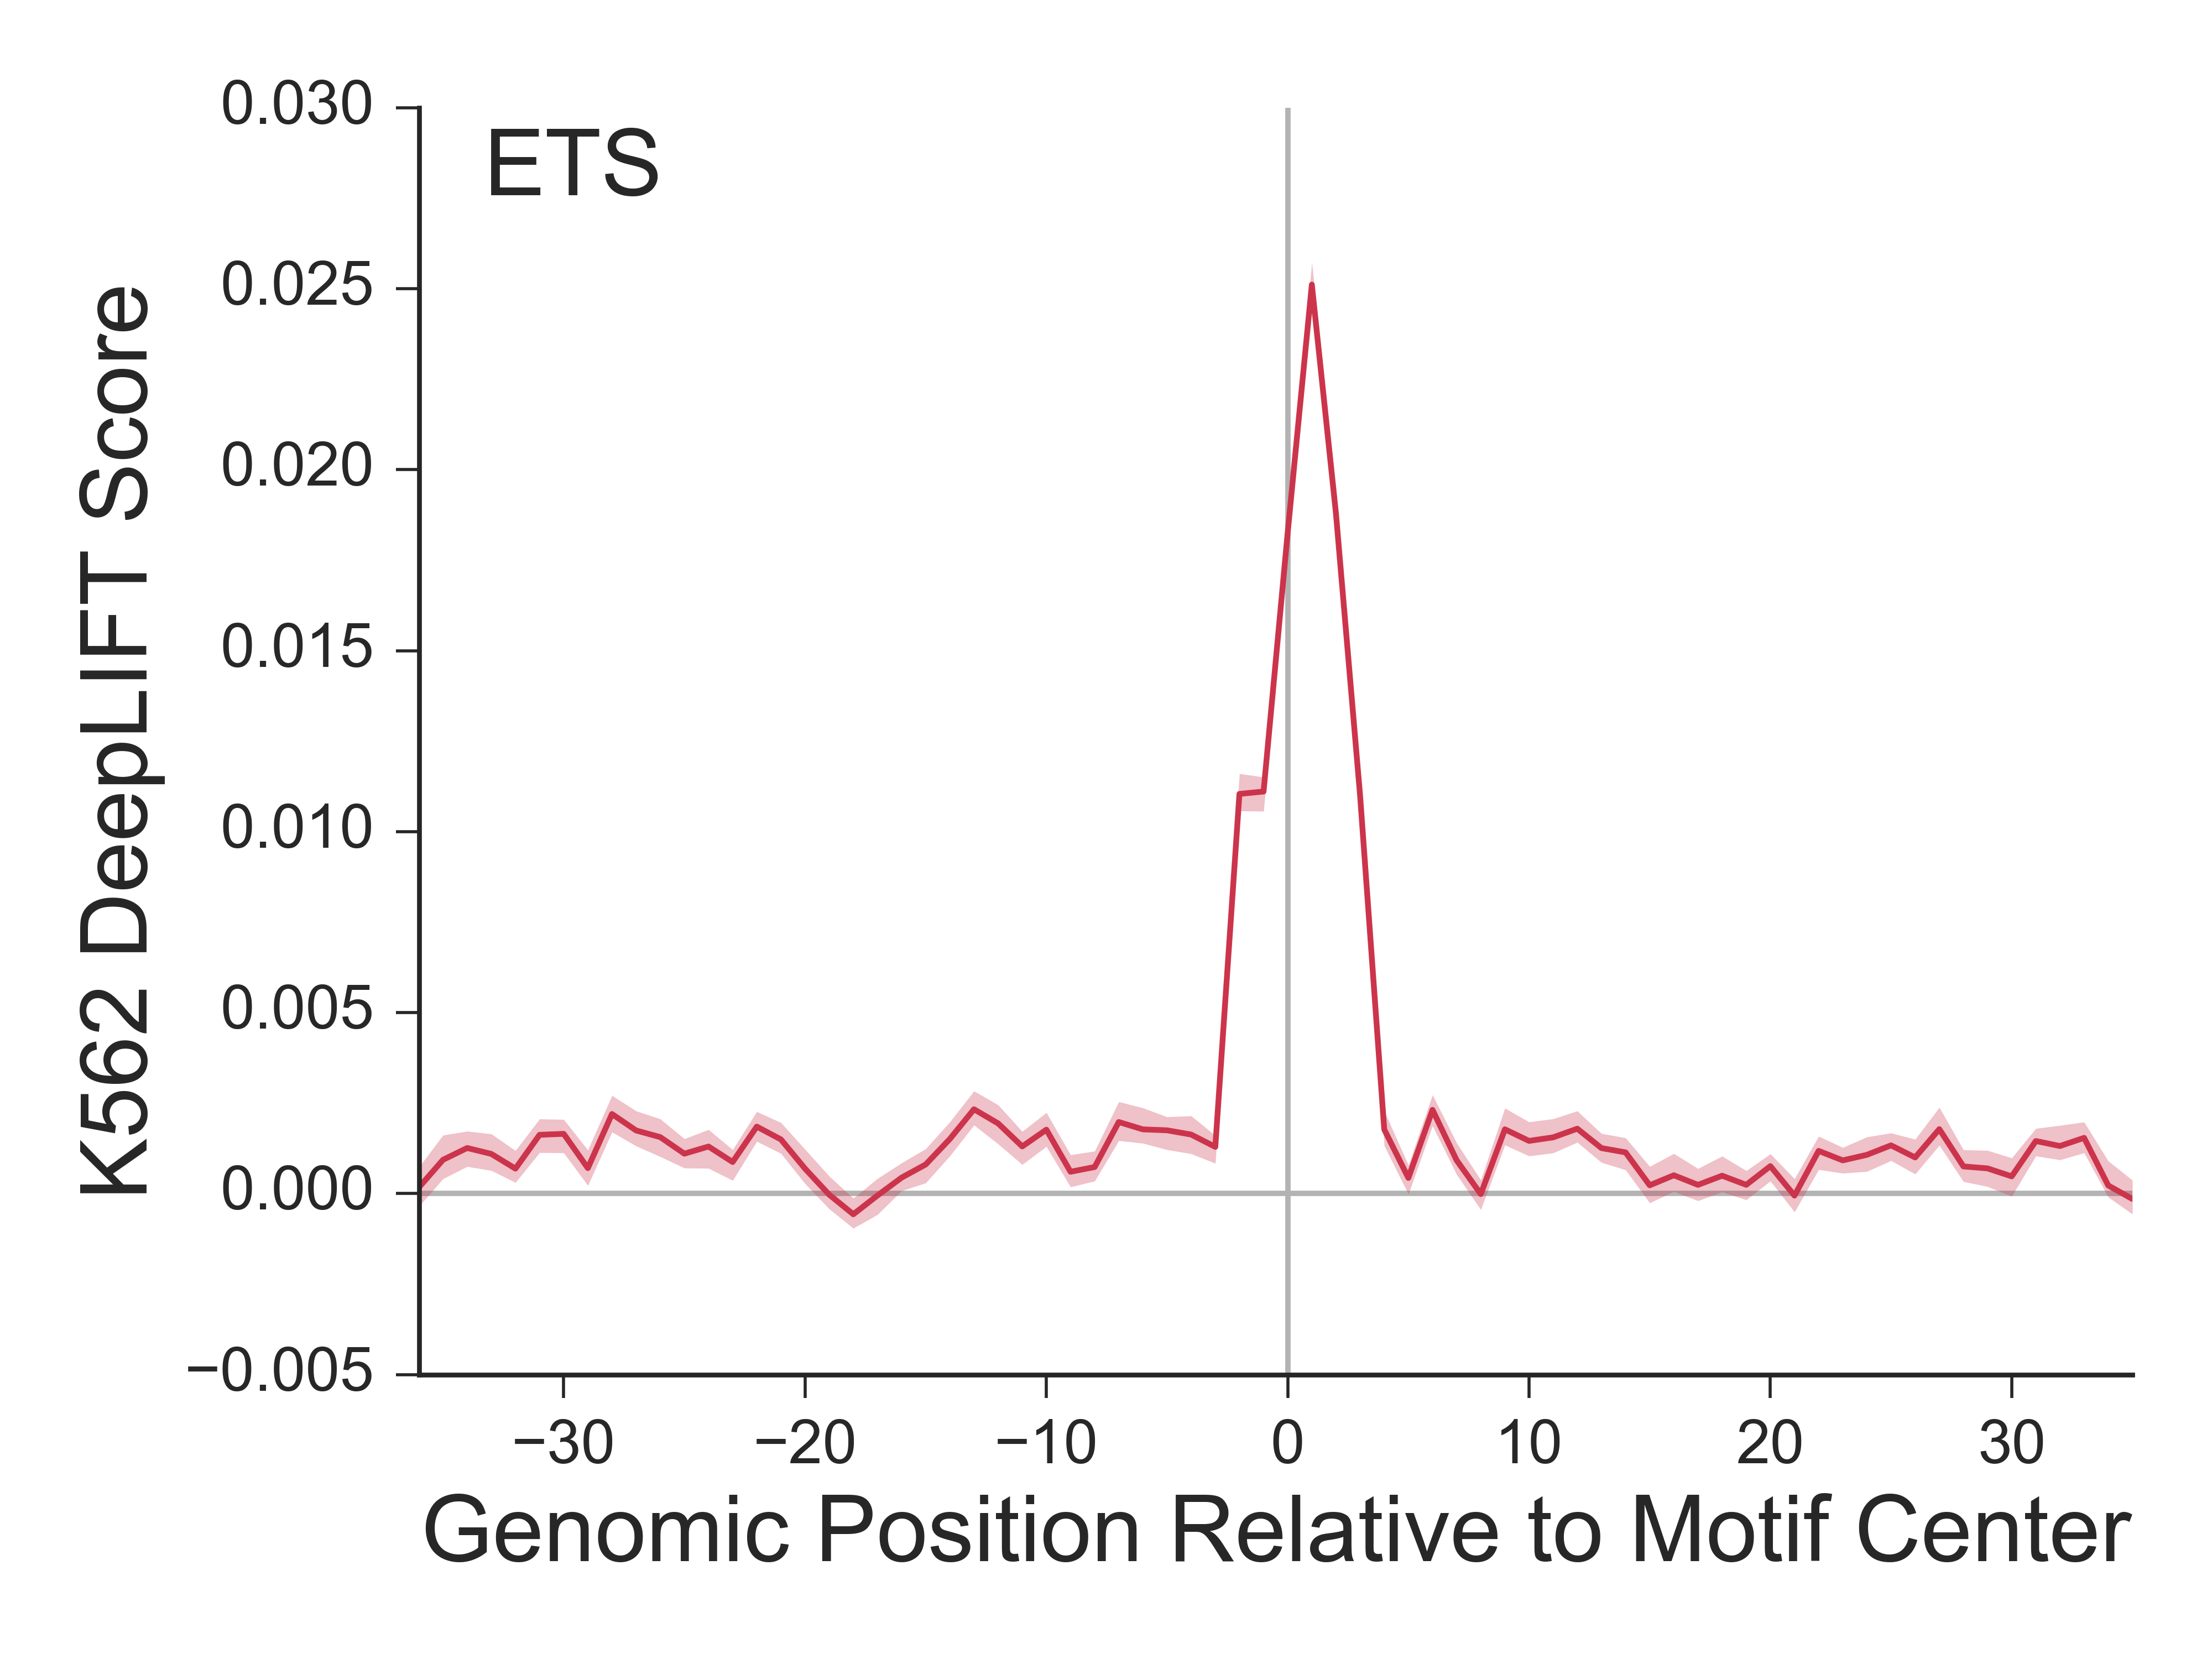 ETS
K562 DeepLIFT Score
0.030
0.025
0.020
0.015
0.010
0.005
0.000
−0.005
−30 −20 −10 0 10 20 30
Genomic Position Relative to Motif Center